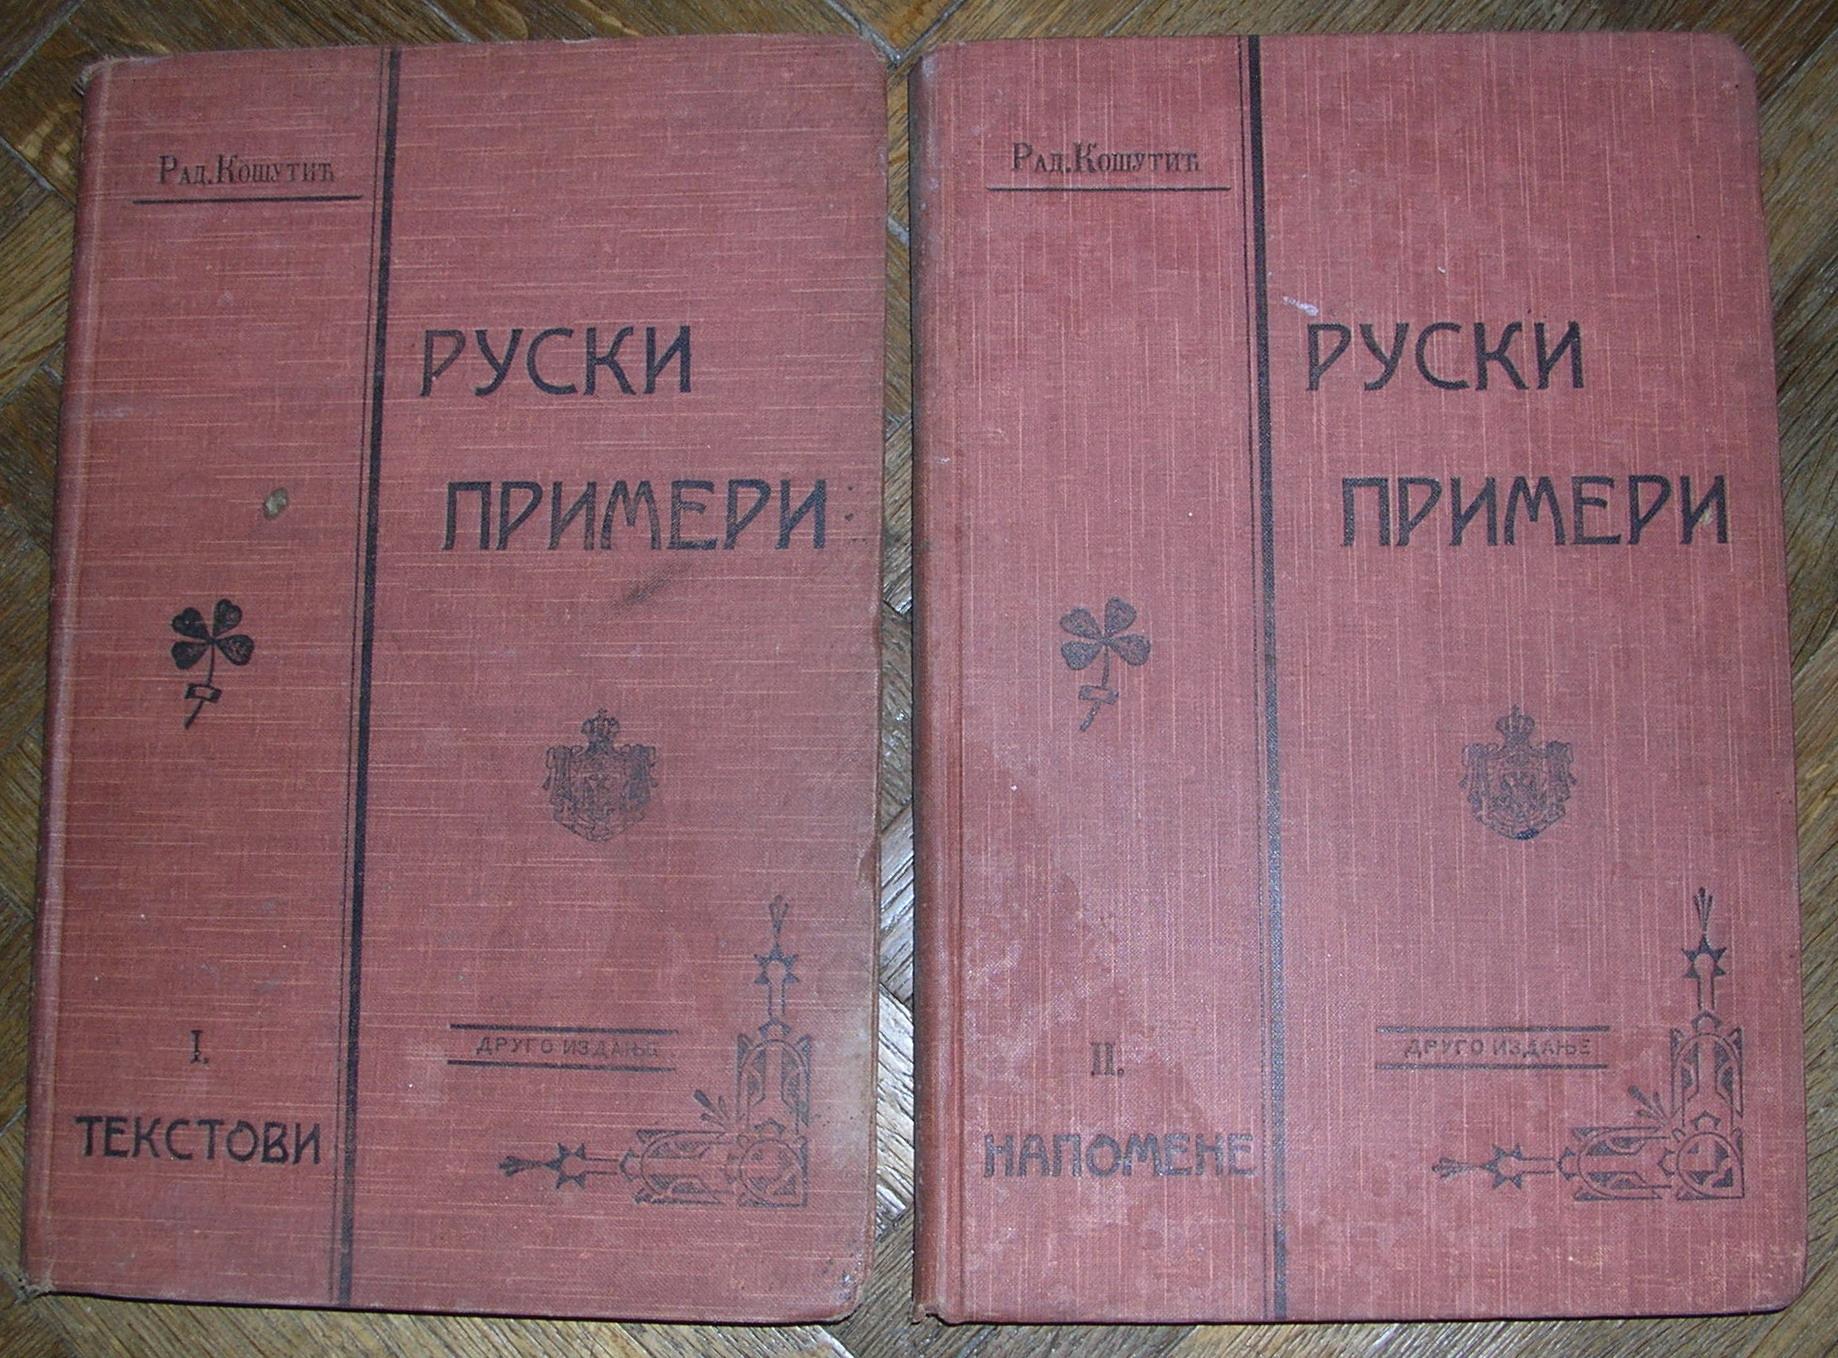 Рад. Кошутић
РУСКИ
ПРИМЕРИ
I.
ДРУГО ИЗДАЊЕ
ТЕКСТОВИ
Рад. Кошутић
РУСКИ
ПРИМЕРИ
II.
ДРУГО ИЗДАЊЕ
НАПОМЕНЕ